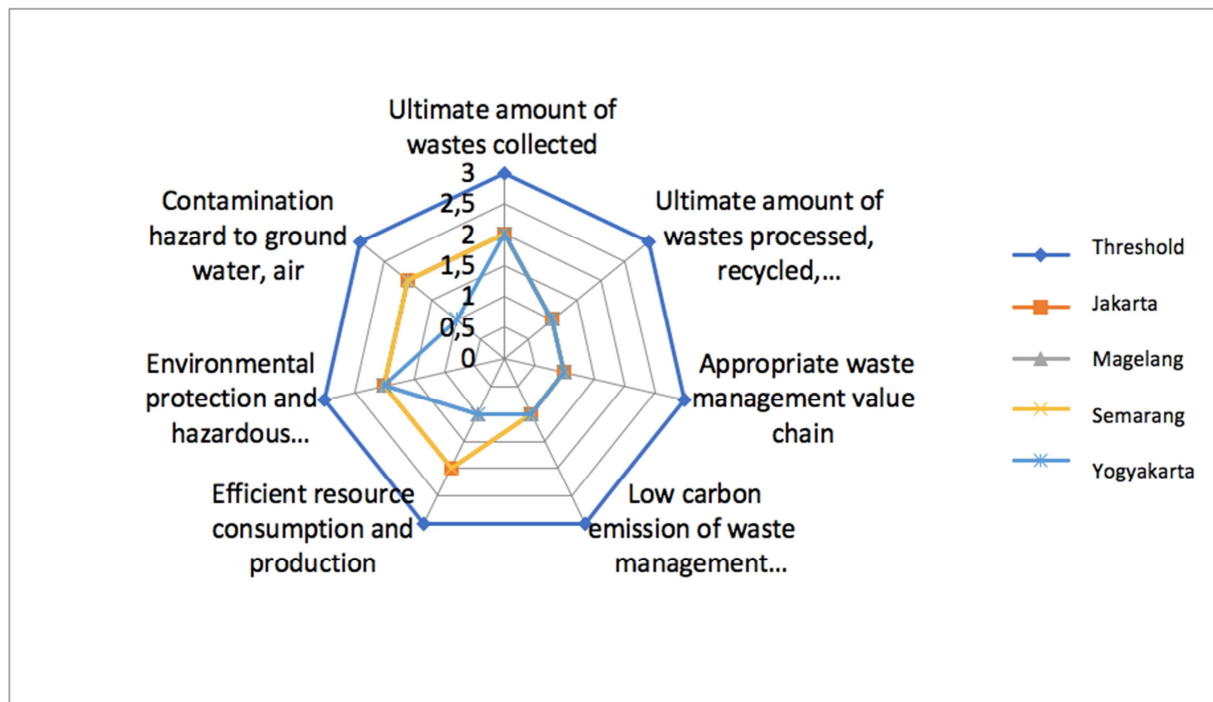 Ultimate amount of
wastes collected
Ultimate amount of
wastes processed,
recycled,...
Appropriate waste
management value
chain
Low carbon
emission of waste
management...
Efficient resource
consumption and
production
Environmental
protection and
hazardous...
Contamination
hazard to ground
water, air
3
2,5
2
1,5
1
0,5
0
Threshold
Jakarta
Magelang
Semarang
Yogyakarta